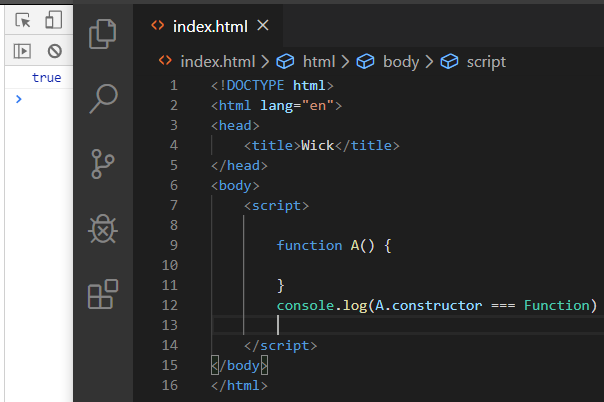 true
index.html
index.html > html > body > script
1 <!DOCTYPE html>
2 <html lang="en">
3 <head>
4 <title>Wick</title>
5 </head>
6 <body>
7 <script>
8
9 function A() {
10
11 }
12 console.log(A.constructor === Function)
13
14 </script>
15 </body>
16 </html>